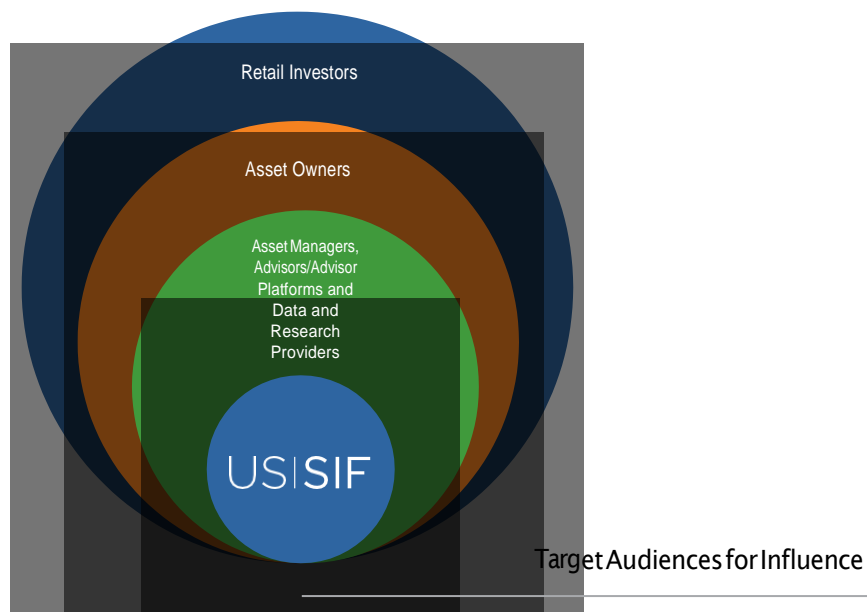 Retail Investors
Asset Owners
Asset Managers,
Advisors/Advisor
Platforms and
Data and
Research
Providers
US|SIF
Target Audiences for Influence